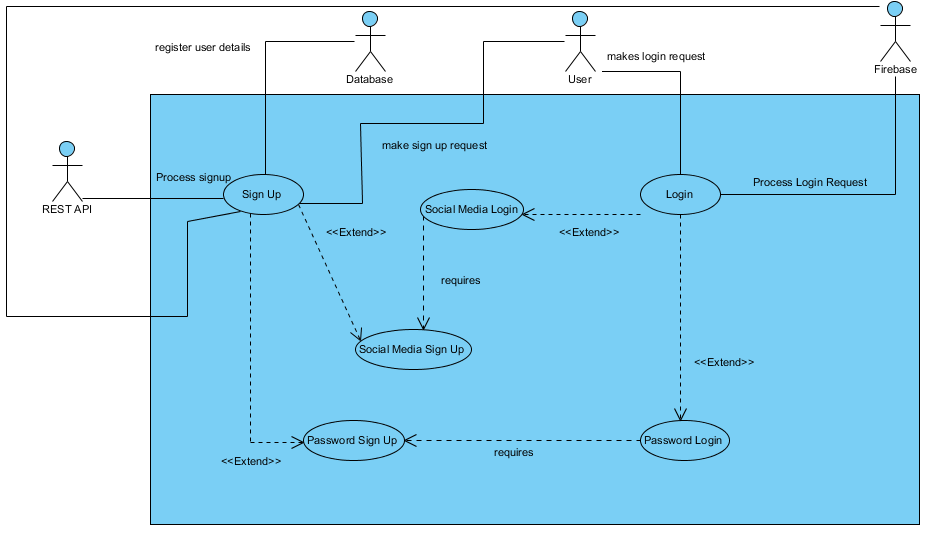 register user details
makes login request
Database
User
Firebase
make sign up request
Process signup
Process Login Request
Sign Up
Login
REST API
Social Media Login
<<Extend>>
<<Extend>>
requires
Social Media Sign Up
<<Extend>>
Password Sign Up
Password Login
requires
<<Extend>>